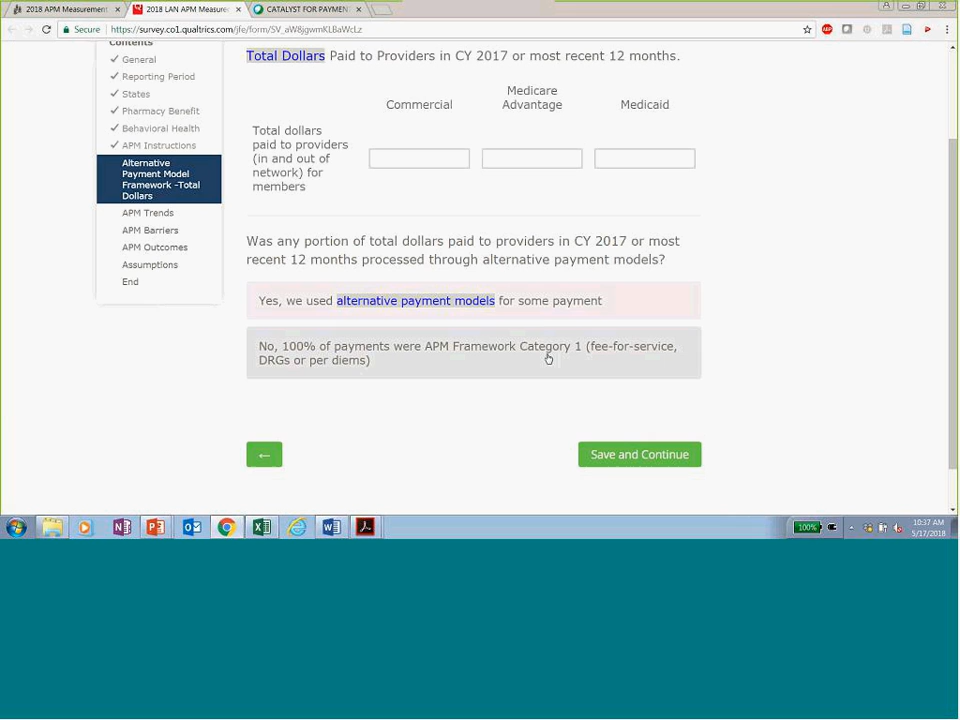 2018 APM Measurement
2018 LAN APM Measure
CATALYST FOR PAYMEN
Secure
https://survey.co1.qualtrics.com/jfe/form/SV_aW8jgwmKLBaWcLz
Contents
General
Reporting Period
States
Pharmacy Benefit
Behavioral Health
APM Instructions
Alternative
Payment Model
Framework -Total
Dollars
APM Trends
APM Barriers
APM Outcomes
Assumptions
End
Total Dollars Paid to Providers in CY 2017 or most recent 12 months.
Commercial
Medicare
Advantage
Medicaid
Total dollars
paid to providers
(in and out of
network) for
members
Was any portion of total dollars paid to providers in CY 2017 or most
recent 12 months processed through alternative payment models?
Yes, we used alternative payment models for some payment
No, 100% of payments were APM Framework Category 1 (fee-for-service,
DRGs or per diems)
←
Save and Continue
100%
10:37 AM
5/17/2018